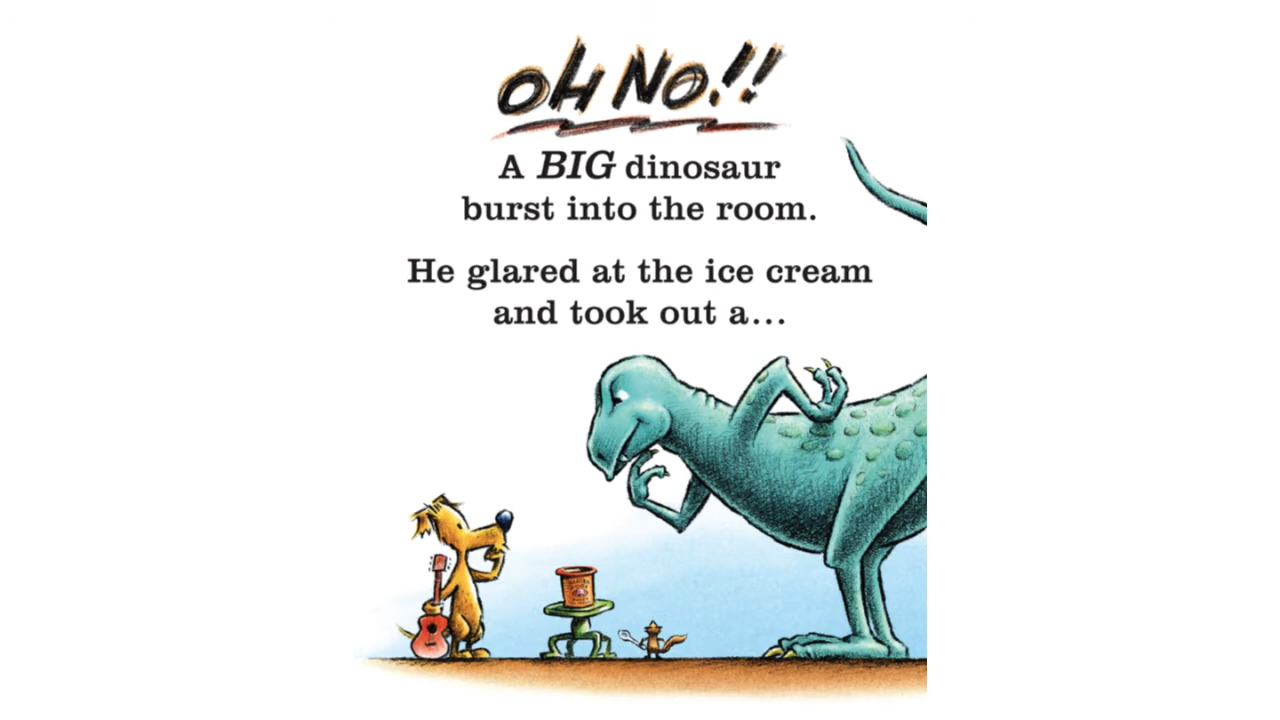 OH NO!!
A BIG dinosaur
burst into the room.
He glared at the ice cream
and took out a...